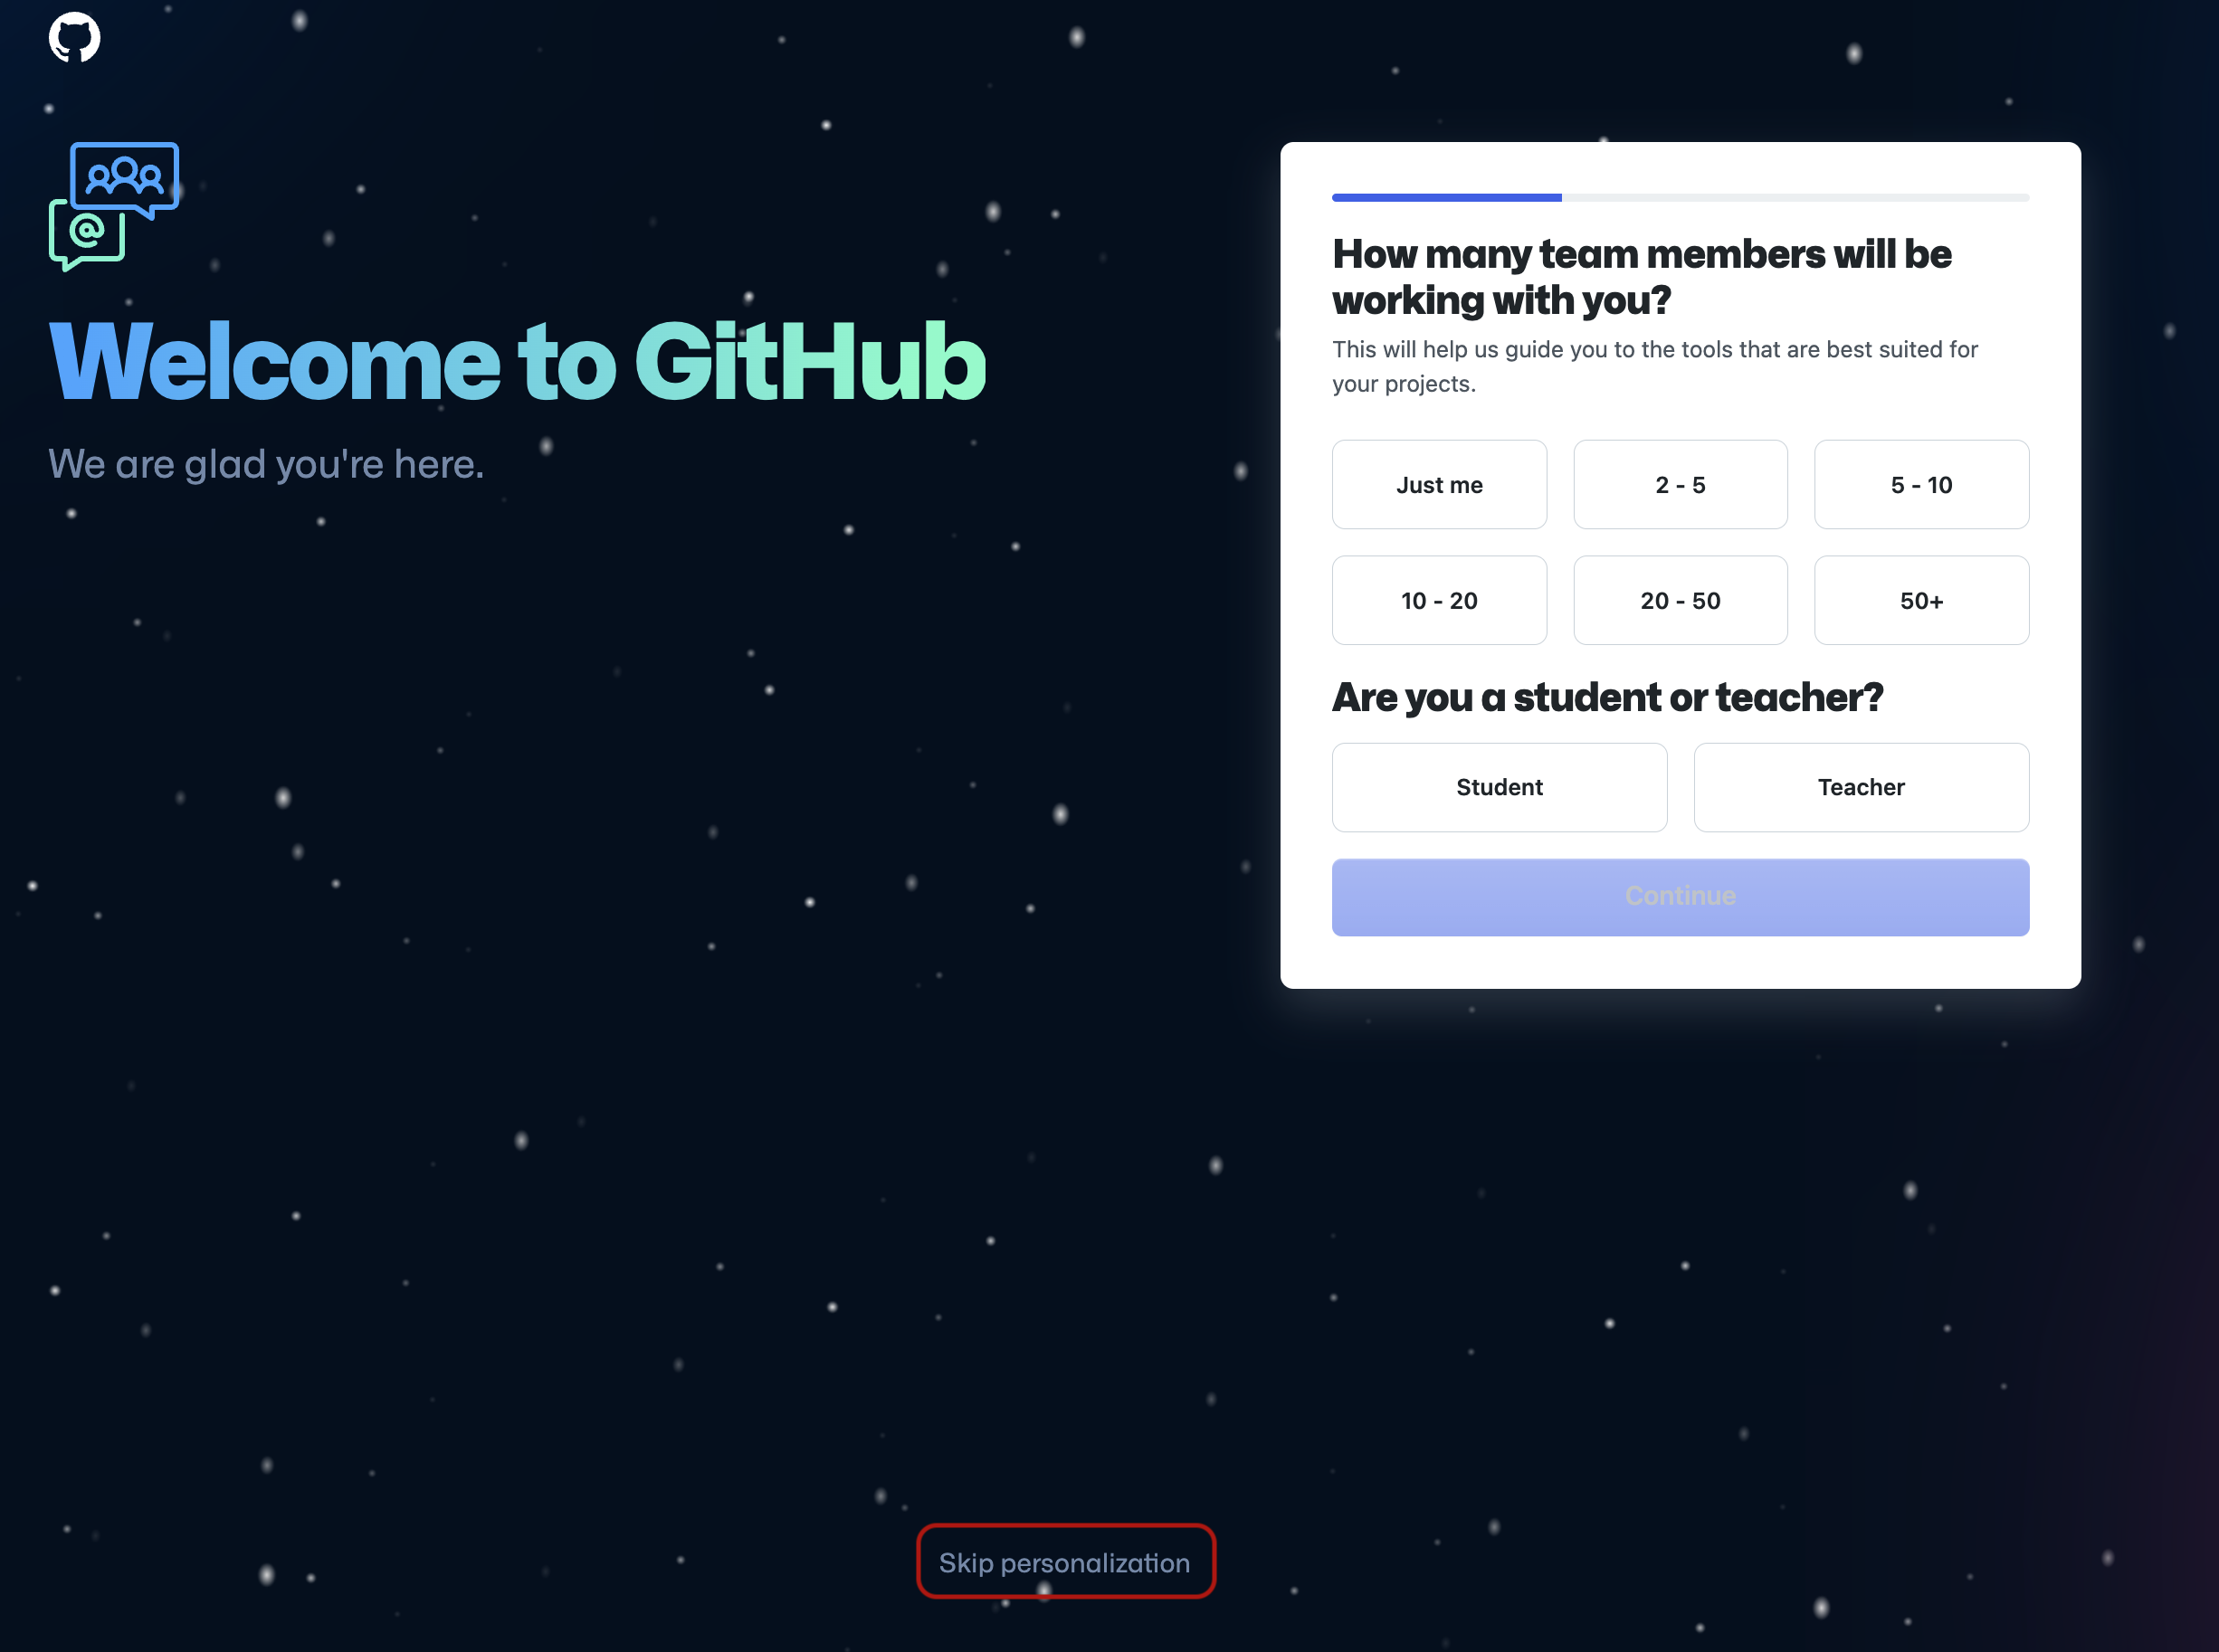 Welcome to GitHub
We are glad you're here.
How many team members will be
working with you?
This will help us guide you to the tools that are best suited for
your projects.
Just me
2 - 5
5 - 10
10 - 20
20 - 50
50+
Are you a student or teacher?
Student
Teacher
Continue
Skip personalization